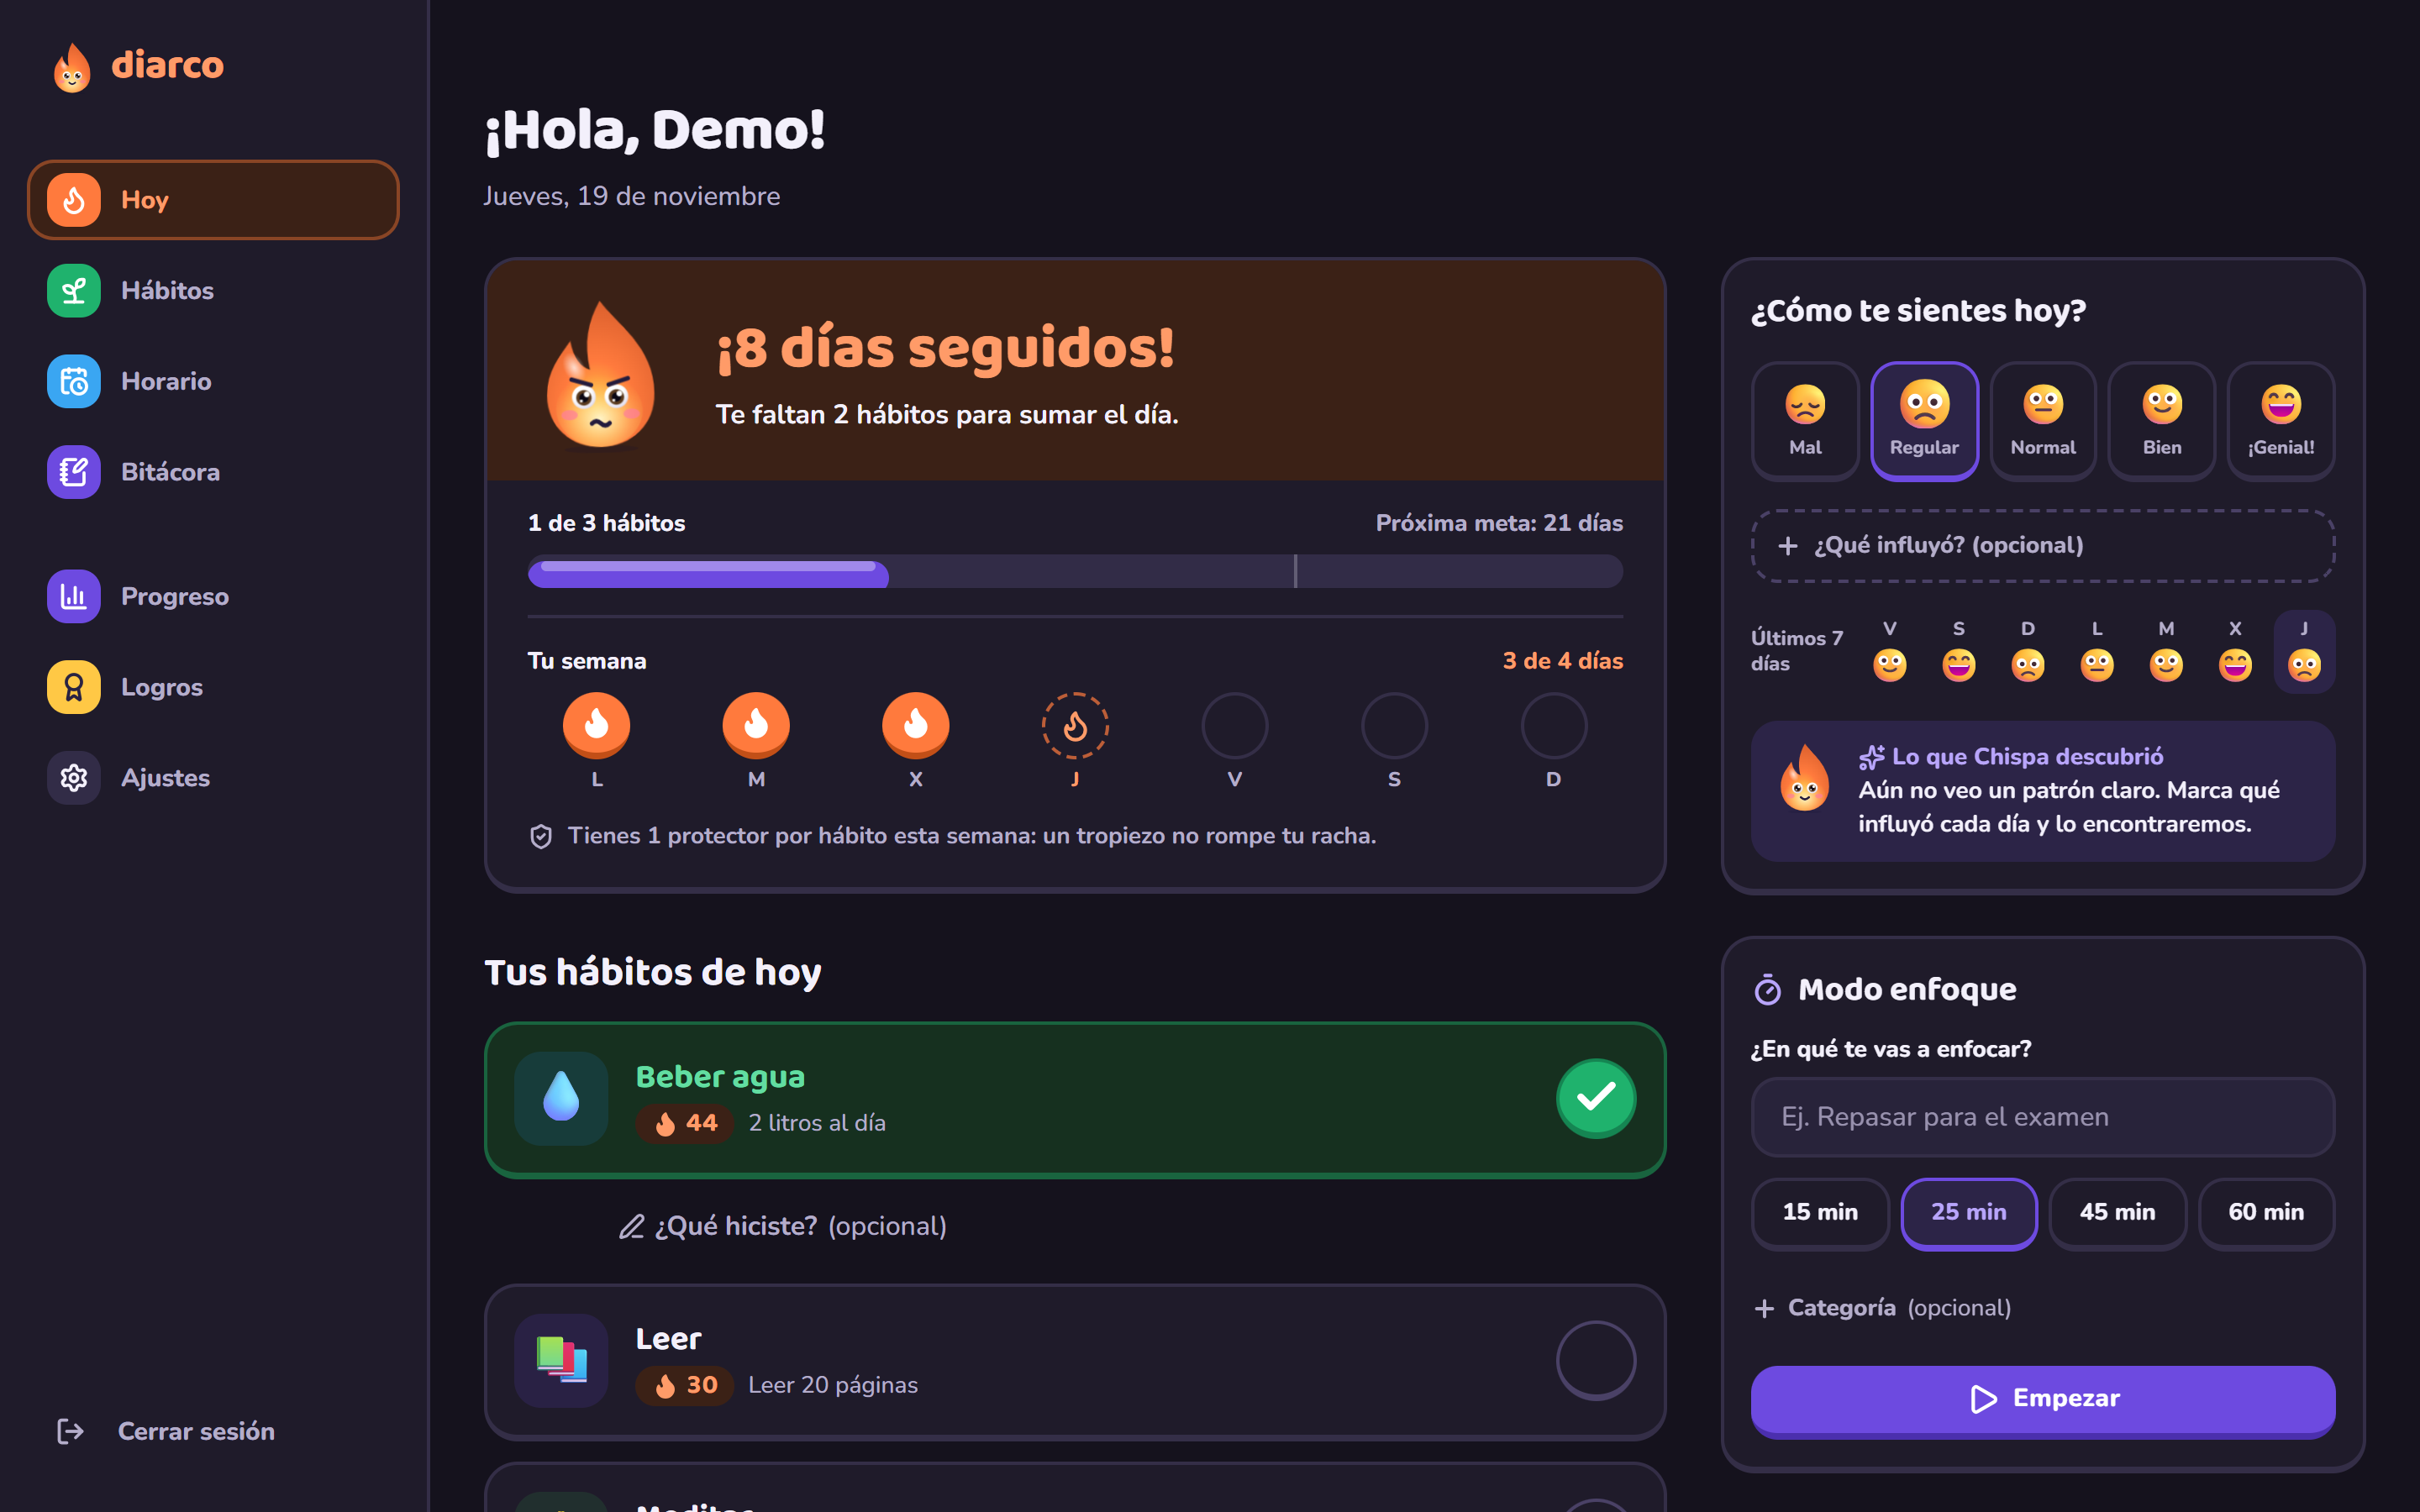 diarco
Hoy
Hábitos
Horario
Bitácora
Progreso
Logros
Ajustes
Cerrar sesión
¡Hola, Demo!
Jueves, 19 de noviembre
¡8 días seguidos!
Te faltan 2 hábitos para sumar el día.
1 de 3 hábitos
Próxima meta: 21 días
Tu semana
3 de 4 días
L M X J V S D
Tienes 1 protector por hábito esta semana: un tropiezo no rompe tu racha.
Tus hábitos de hoy
Beber agua
44 2 litros al día
¿Qué hiciste? (opcional)
Leer
30 Leer 20 páginas
Meditar
¿Cómo te sientes hoy?
Mal Regular Normal Bien ¡Genial!
¿Qué influyó? (opcional)
Últimos 7
días
V S D L M X J
Lo que Chispa descubrió
Aún no veo un patrón claro. Marca qué
influyó cada día y lo encontraremos.
Modo enfoque
¿En qué te vas a enfocar?
Ej. Repasar para el examen
15 min 25 min 45 min 60 min
Categoría (opcional)
Empezar